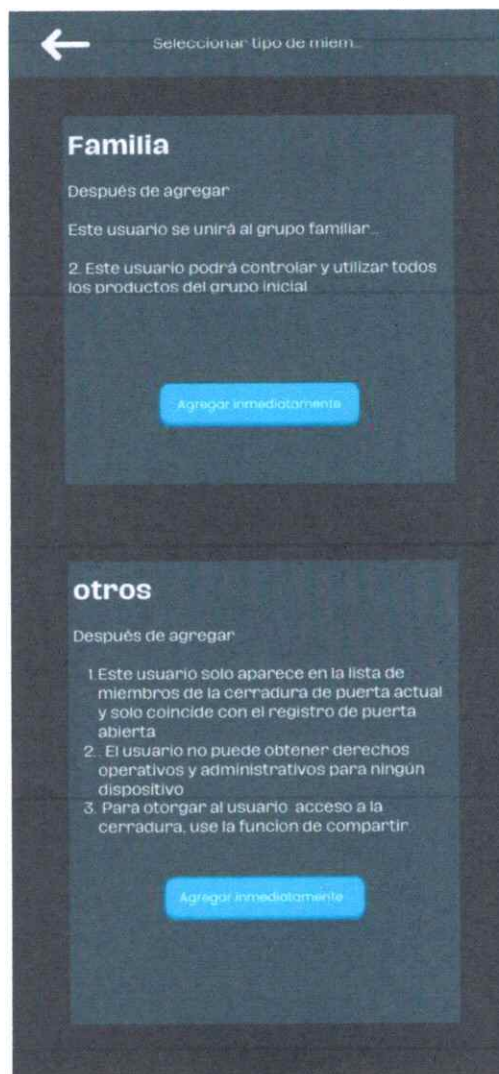 Seleccionar tipo de miem...
Familia
Después de agregar
Este usuario se unirá al grupo familiar...
2. Este usuario podrá controlar y utilizar todos
los productos del grupo inicial
Agregar inmediatamente
otros
Después de agregar
1. Este usuario solo aparece en la lista de
miembros de la cerradura de puerta actual
y solo coincide con el registro de puerta
abierta
2. El usuario no puede obtener derechos
operativos y administrativos para ningún
dispositivo
3. Para otorgar al usuario acceso a la
cerradura, use la funcion de compartir.
Agregar inmediatamente